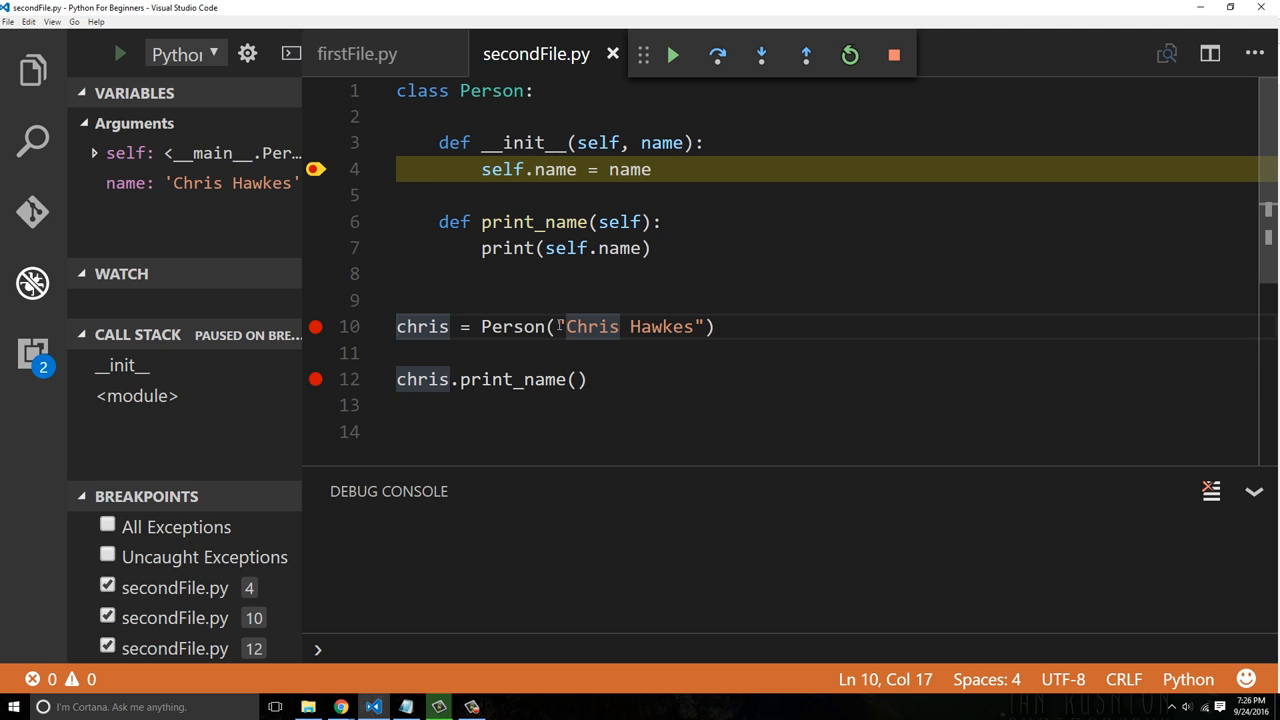 secondFile.py - Python For Beginners - Visual Studio Code
File Edit View Go Help
Python
firstFile.py
secondFile.py
VARIABLES
Arguments
self: <__main__.Per...
name: 'Chris Hawkes'
WATCH
CALL STACK PAUSED ON BRE...
__init__
<module>
BREAKPOINTS
All Exceptions
Uncaught Exceptions
secondFile.py 4
secondFile.py 10
secondFile.py 12
2
1 class Person:
2
3 def __init__(self, name):
4 self.name = name
5
6 def print_name(self):
7 print(self.name)
8
9
10 chris = Person("Chris Hawkes")
11
12 chris.print_name()
13
14
DEBUG CONSOLE
0 0
Ln 10, Col 17 Spaces: 4 UTF-8 CRLF Python
I'm Cortana. Ask me anything.
7:26 PM
9/24/2016